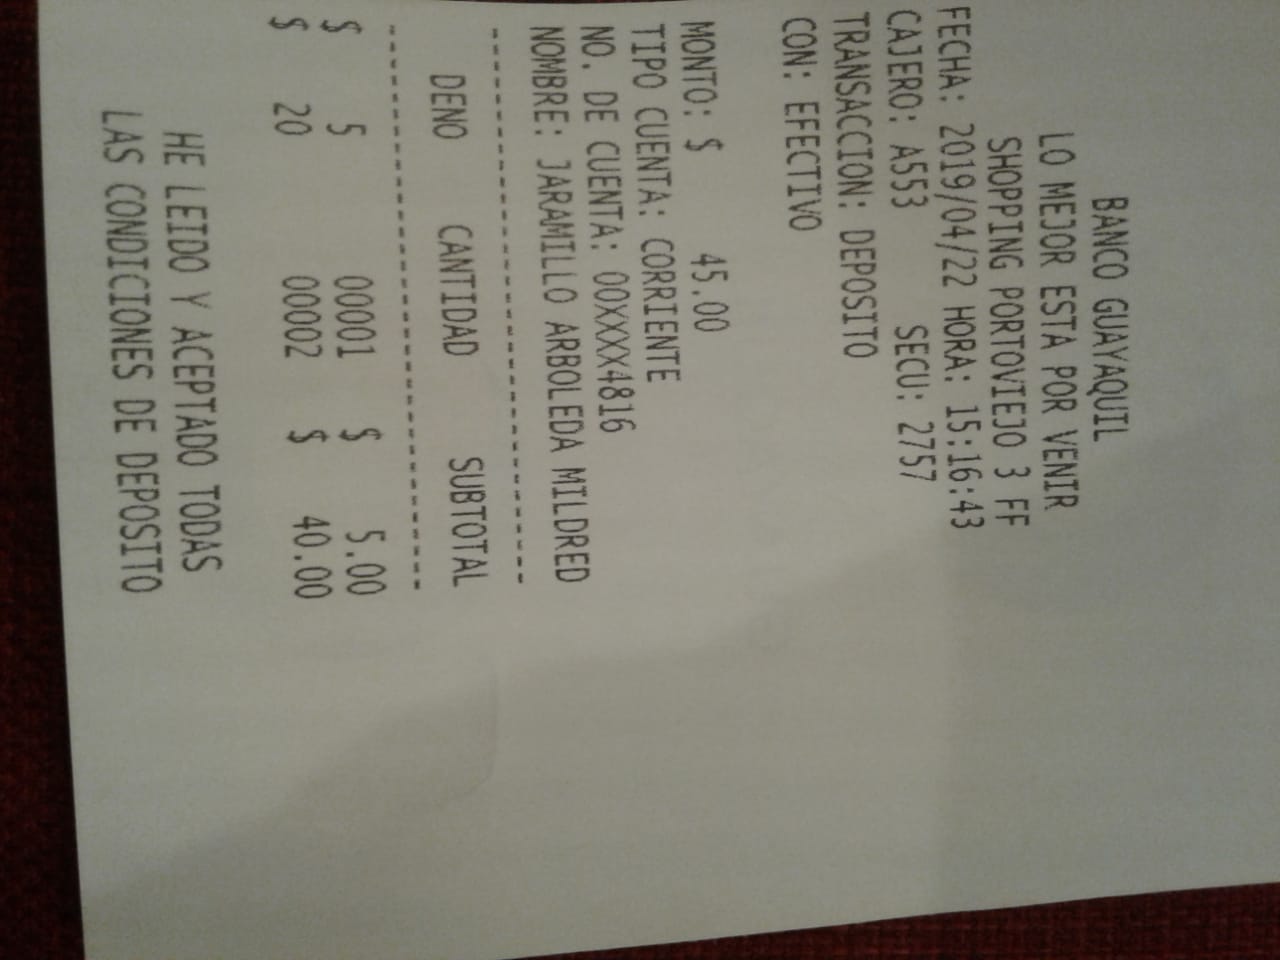 BANCO GUAYAQUIL
LO MEJOR ESTA POR VENIR
SHOPPING PORTOVIEJO 3 FF
FECHA: 2019/04/22 HORA: 15:16:43
CAJERO: A553 SECU: 2757
TRANSACCION: DEPOSITO
CON: EFECTIVO
MONTO: $ 45.00
TIPO CUENTA: CORRIENTE
NO. DE CUENTA: 00XXXX4816
NOMBRE: JARAMILLO ARBOLEDA MILDRED
--------------------------------
DENO CANTIDAD SUBTOTAL
--------------------------------
$ 5 00001 $ 5.00
$ 20 00002 $ 40.00
HE LEIDO Y ACEPTADO TODAS
LAS CONDICIONES DE DEPOSITO